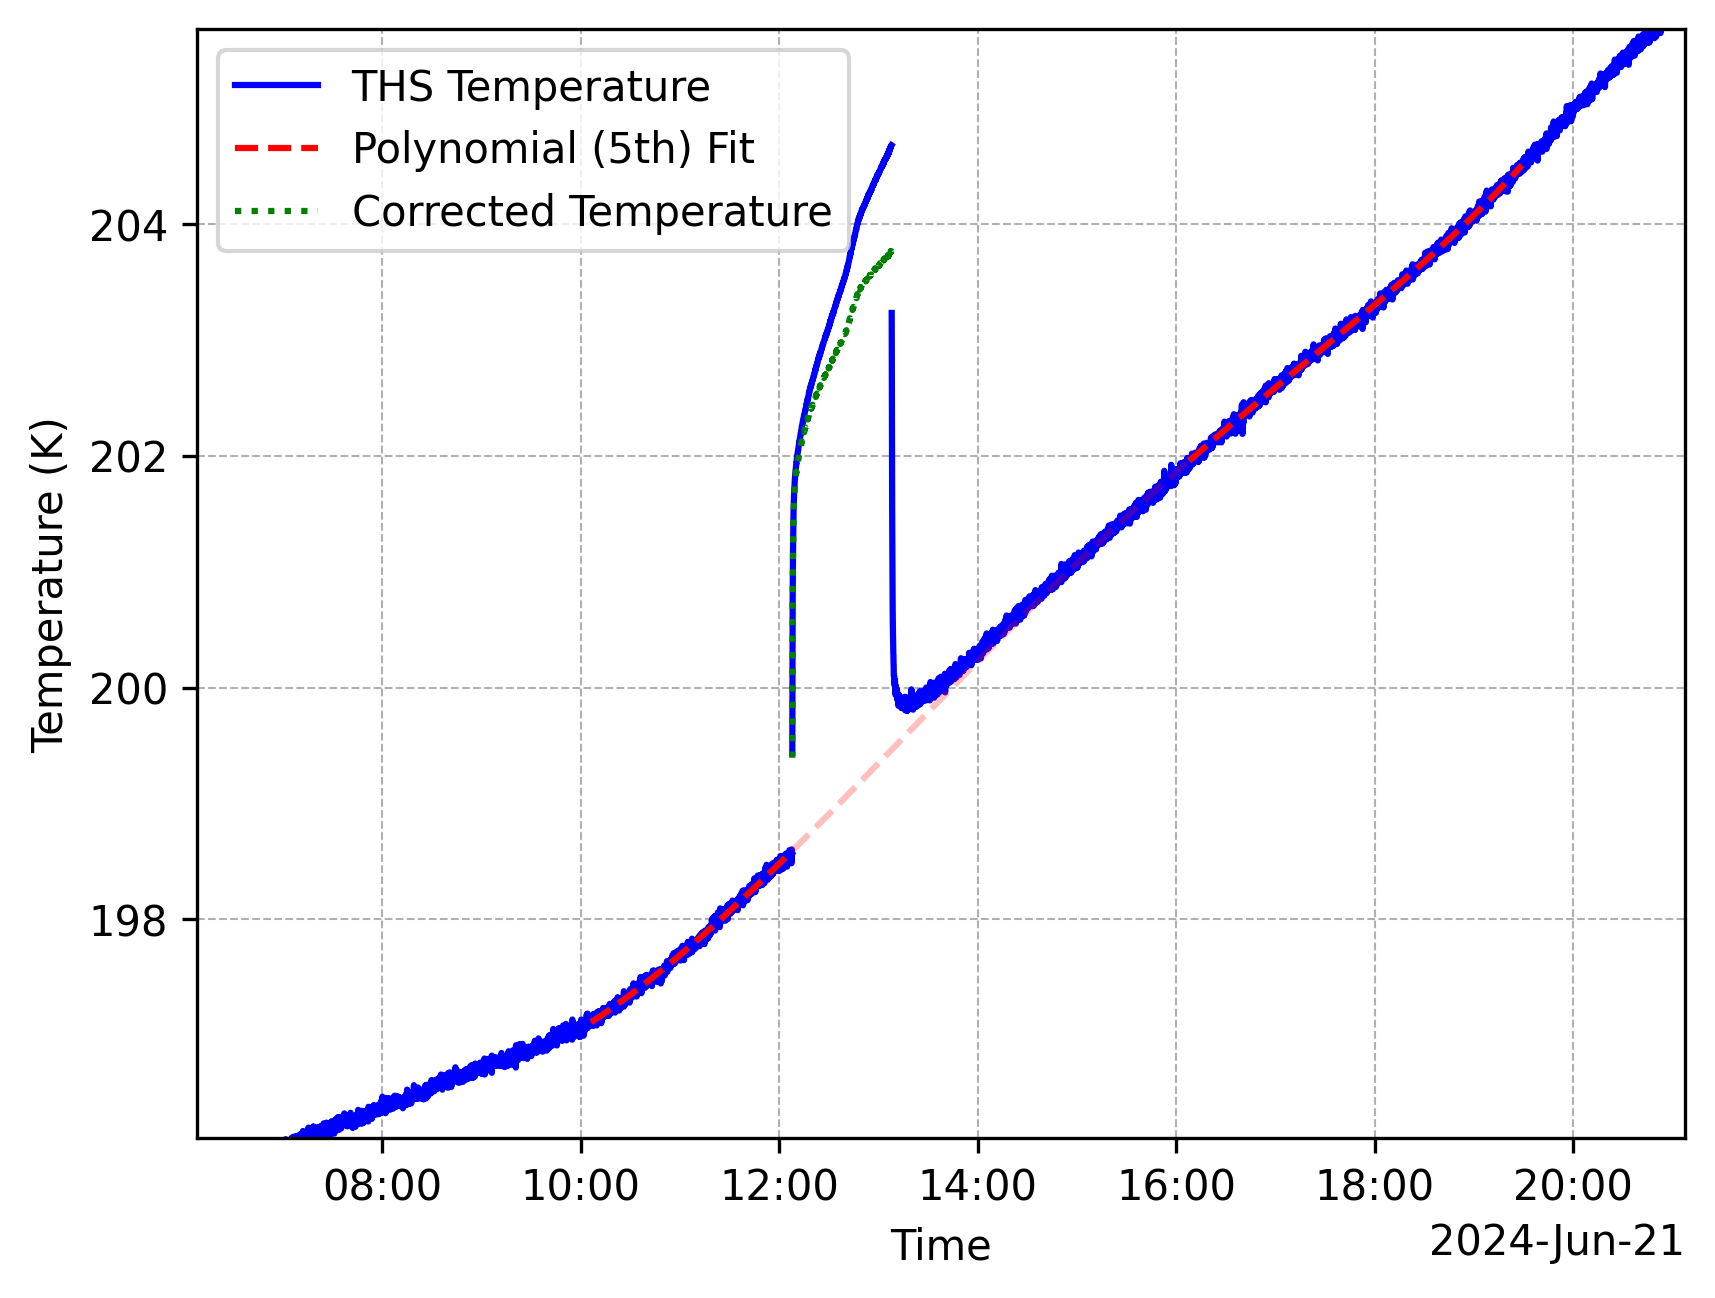 THS Temperature
Polynomial (5th) Fit
Corrected Temperature
204
202
200
198
Temperature (K)
08:00 10:00 12:00 14:00 16:00 18:00 20:00
Time
2024-Jun-21